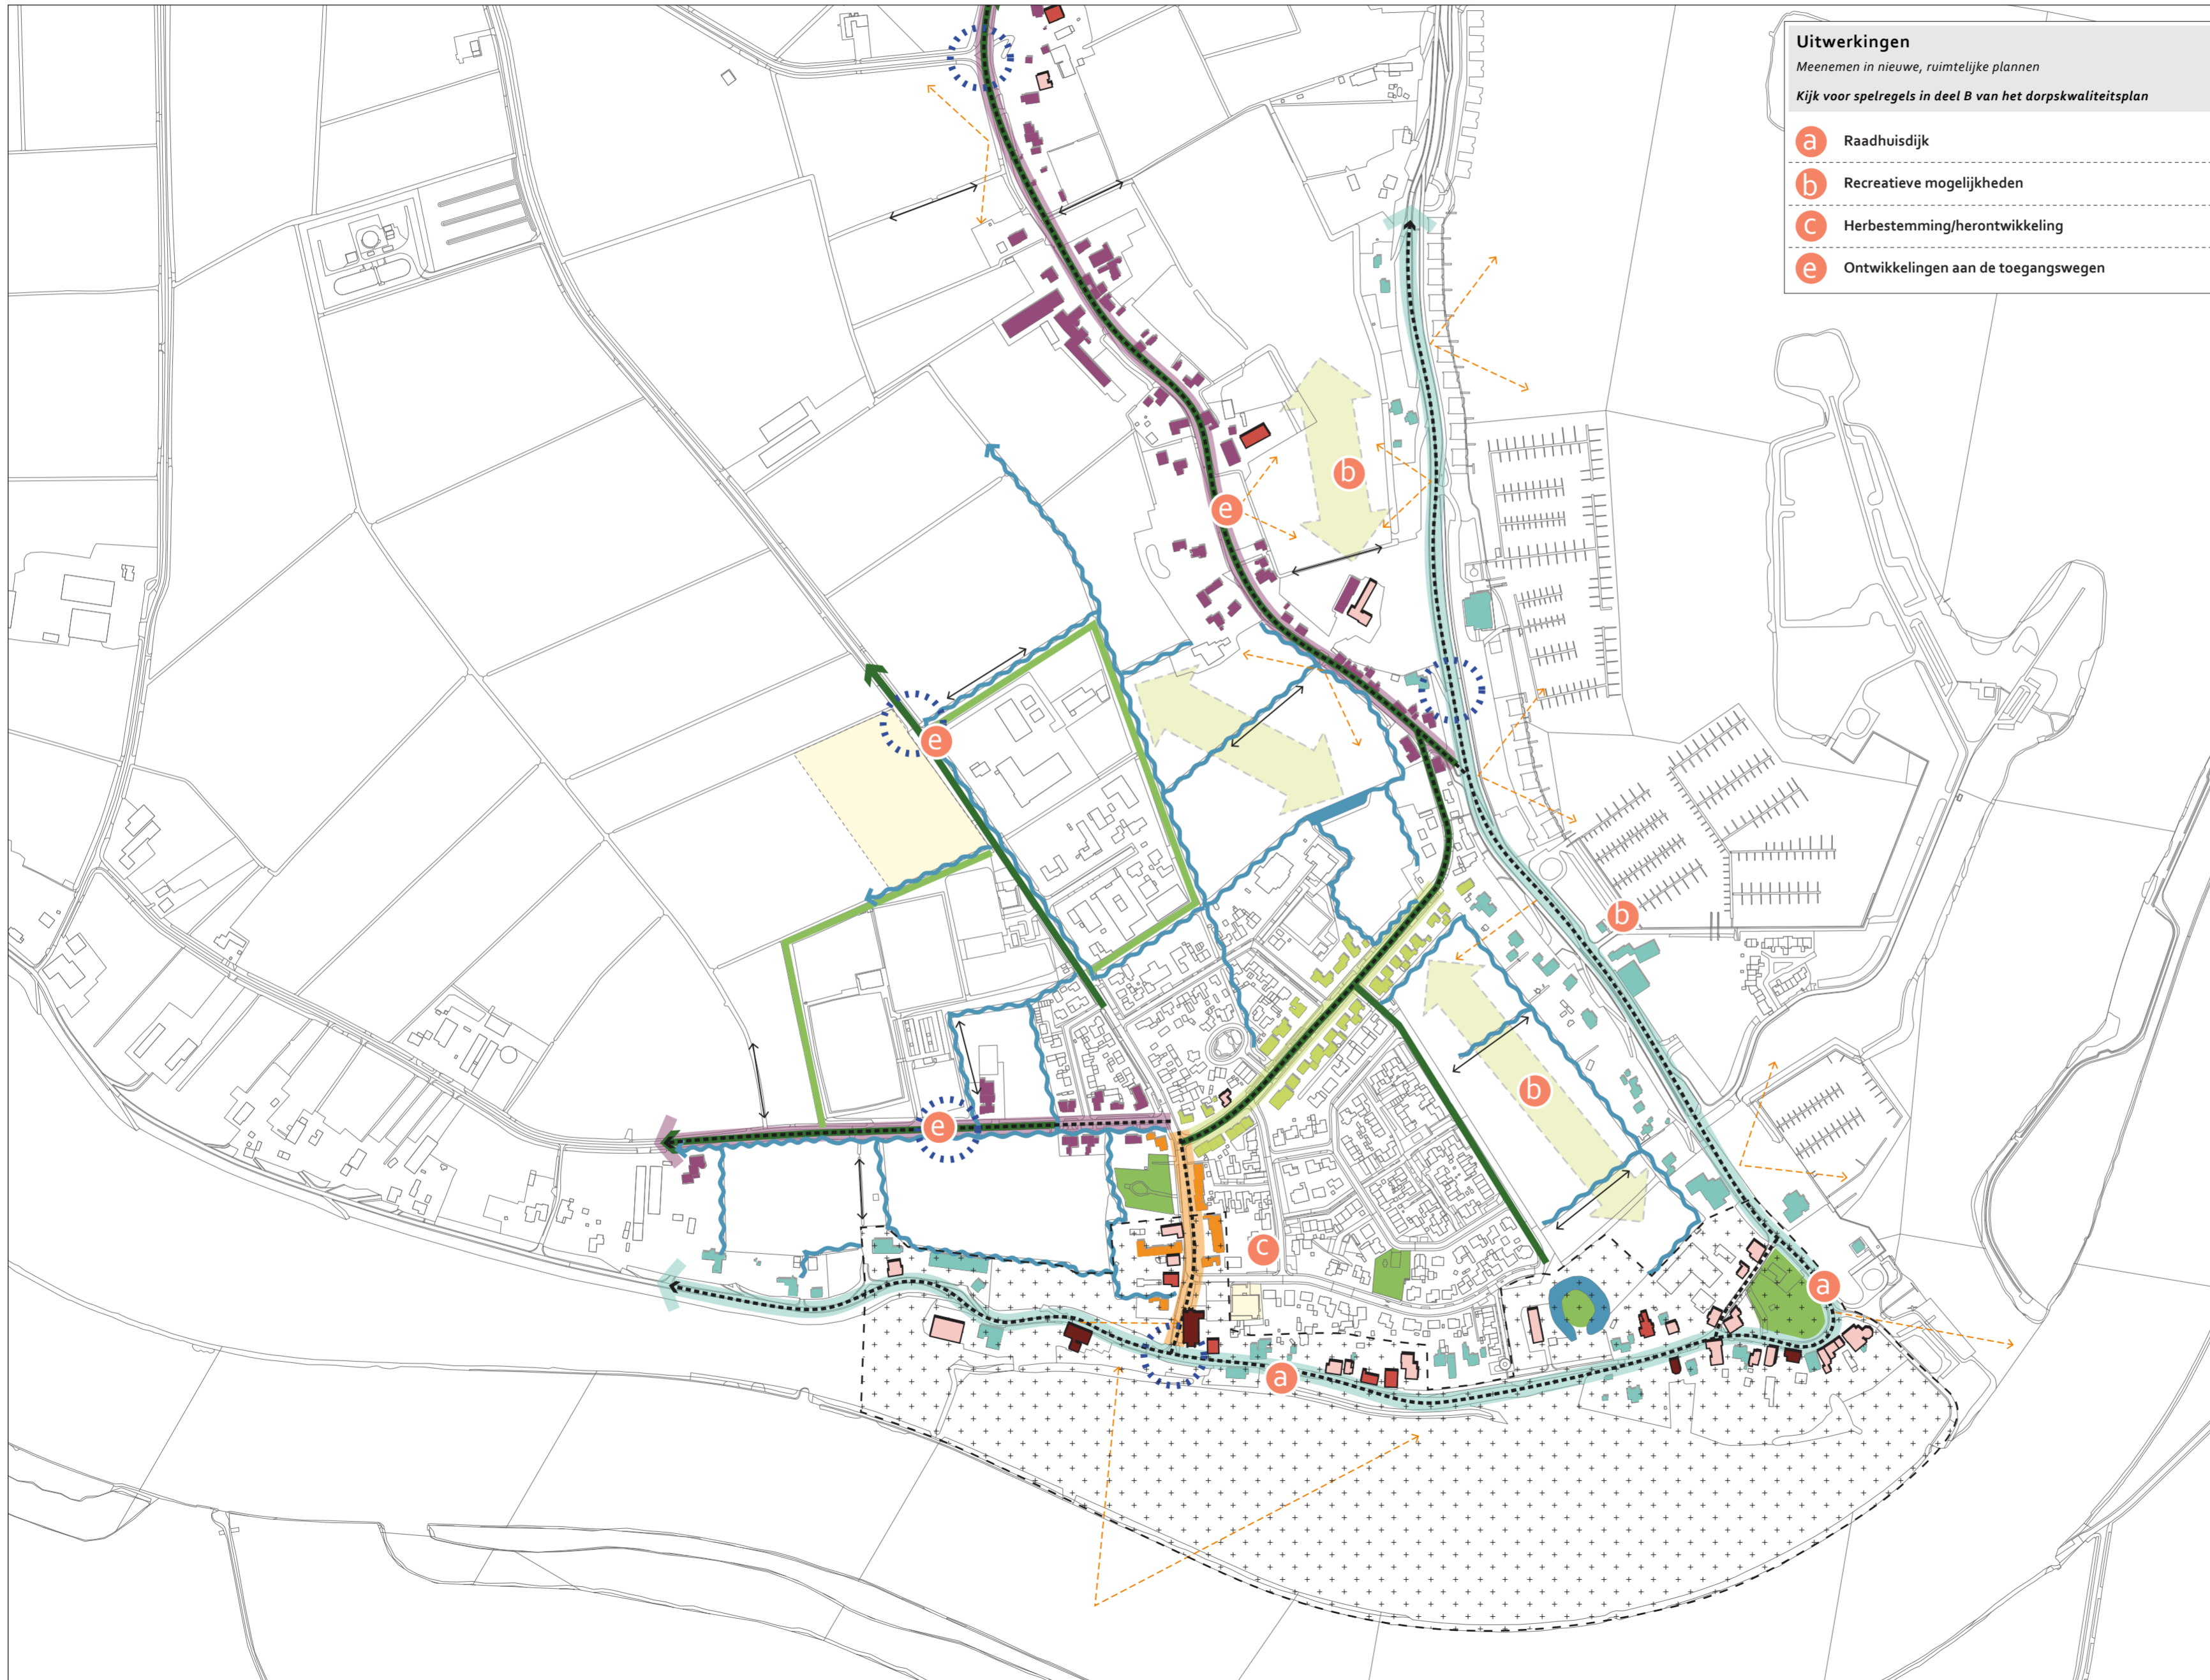 Uitwerkingen
Meenemen in nieuwe, ruimtelijke plannen
Kijk voor spelregels in deel B van het dorpskwaliteitsplan
a Raadhuisdijk
b Recreatieve mogelijkheden
c Herbestemming/herontwikkeling
e Ontwikkelingen aan de toegangswegen
b
e
e
b
b
e
c
a
a